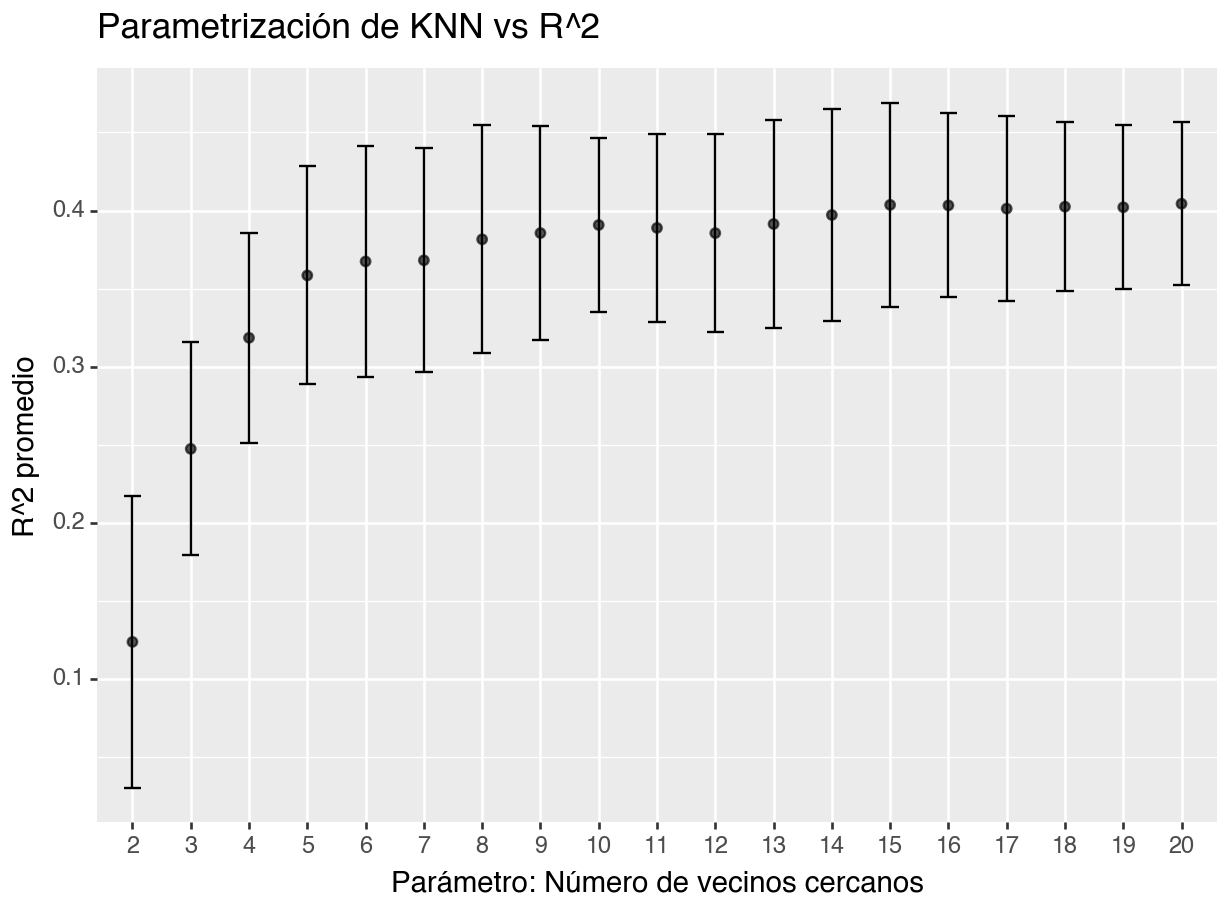 Parametrización de KNN vs R^2
R^2 promedio
0.4
0.3
0.2
0.1
2 3 4 5 6 7 8 9 10 11 12 13 14 15 16 17 18 19 20
Parámetro: Número de vecinos cercanos